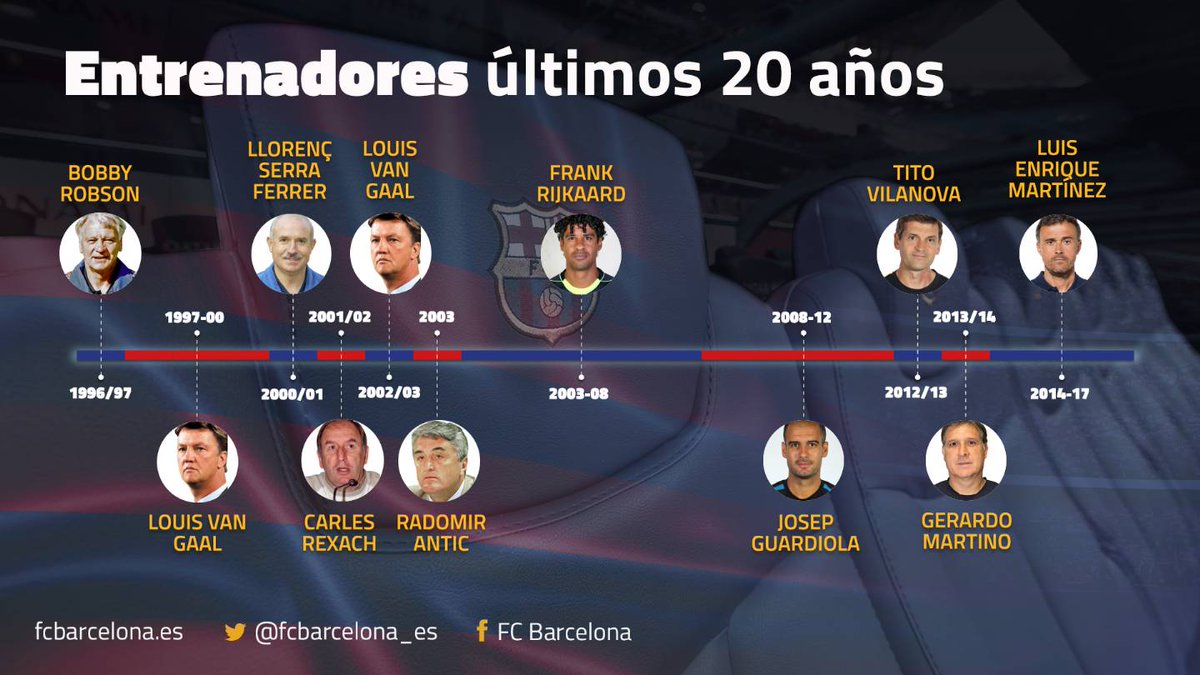 Entrenadores últimos 20 años
BOBBY
ROBSON
LLORENÇ
SERRA
FERRER
LOUIS
VAN
GAAL
FRANK
RIJKAARD
TITO
VILANOVA
LUIS
ENRIQUE
MARTÍNEZ
1997-00
2001/02
2003
2008-12
2013/14
1996/97
2000/01
2002/03
2003-08
2012/13
2014-17
LOUIS VAN
GAAL
CARLES
REXACH
RADOMIR
ANTIC
JOSEP
GUARDIOLA
GERARDO
MARTINO
fcbarcelona.es
@fcbarcelona_es
FC Barcelona